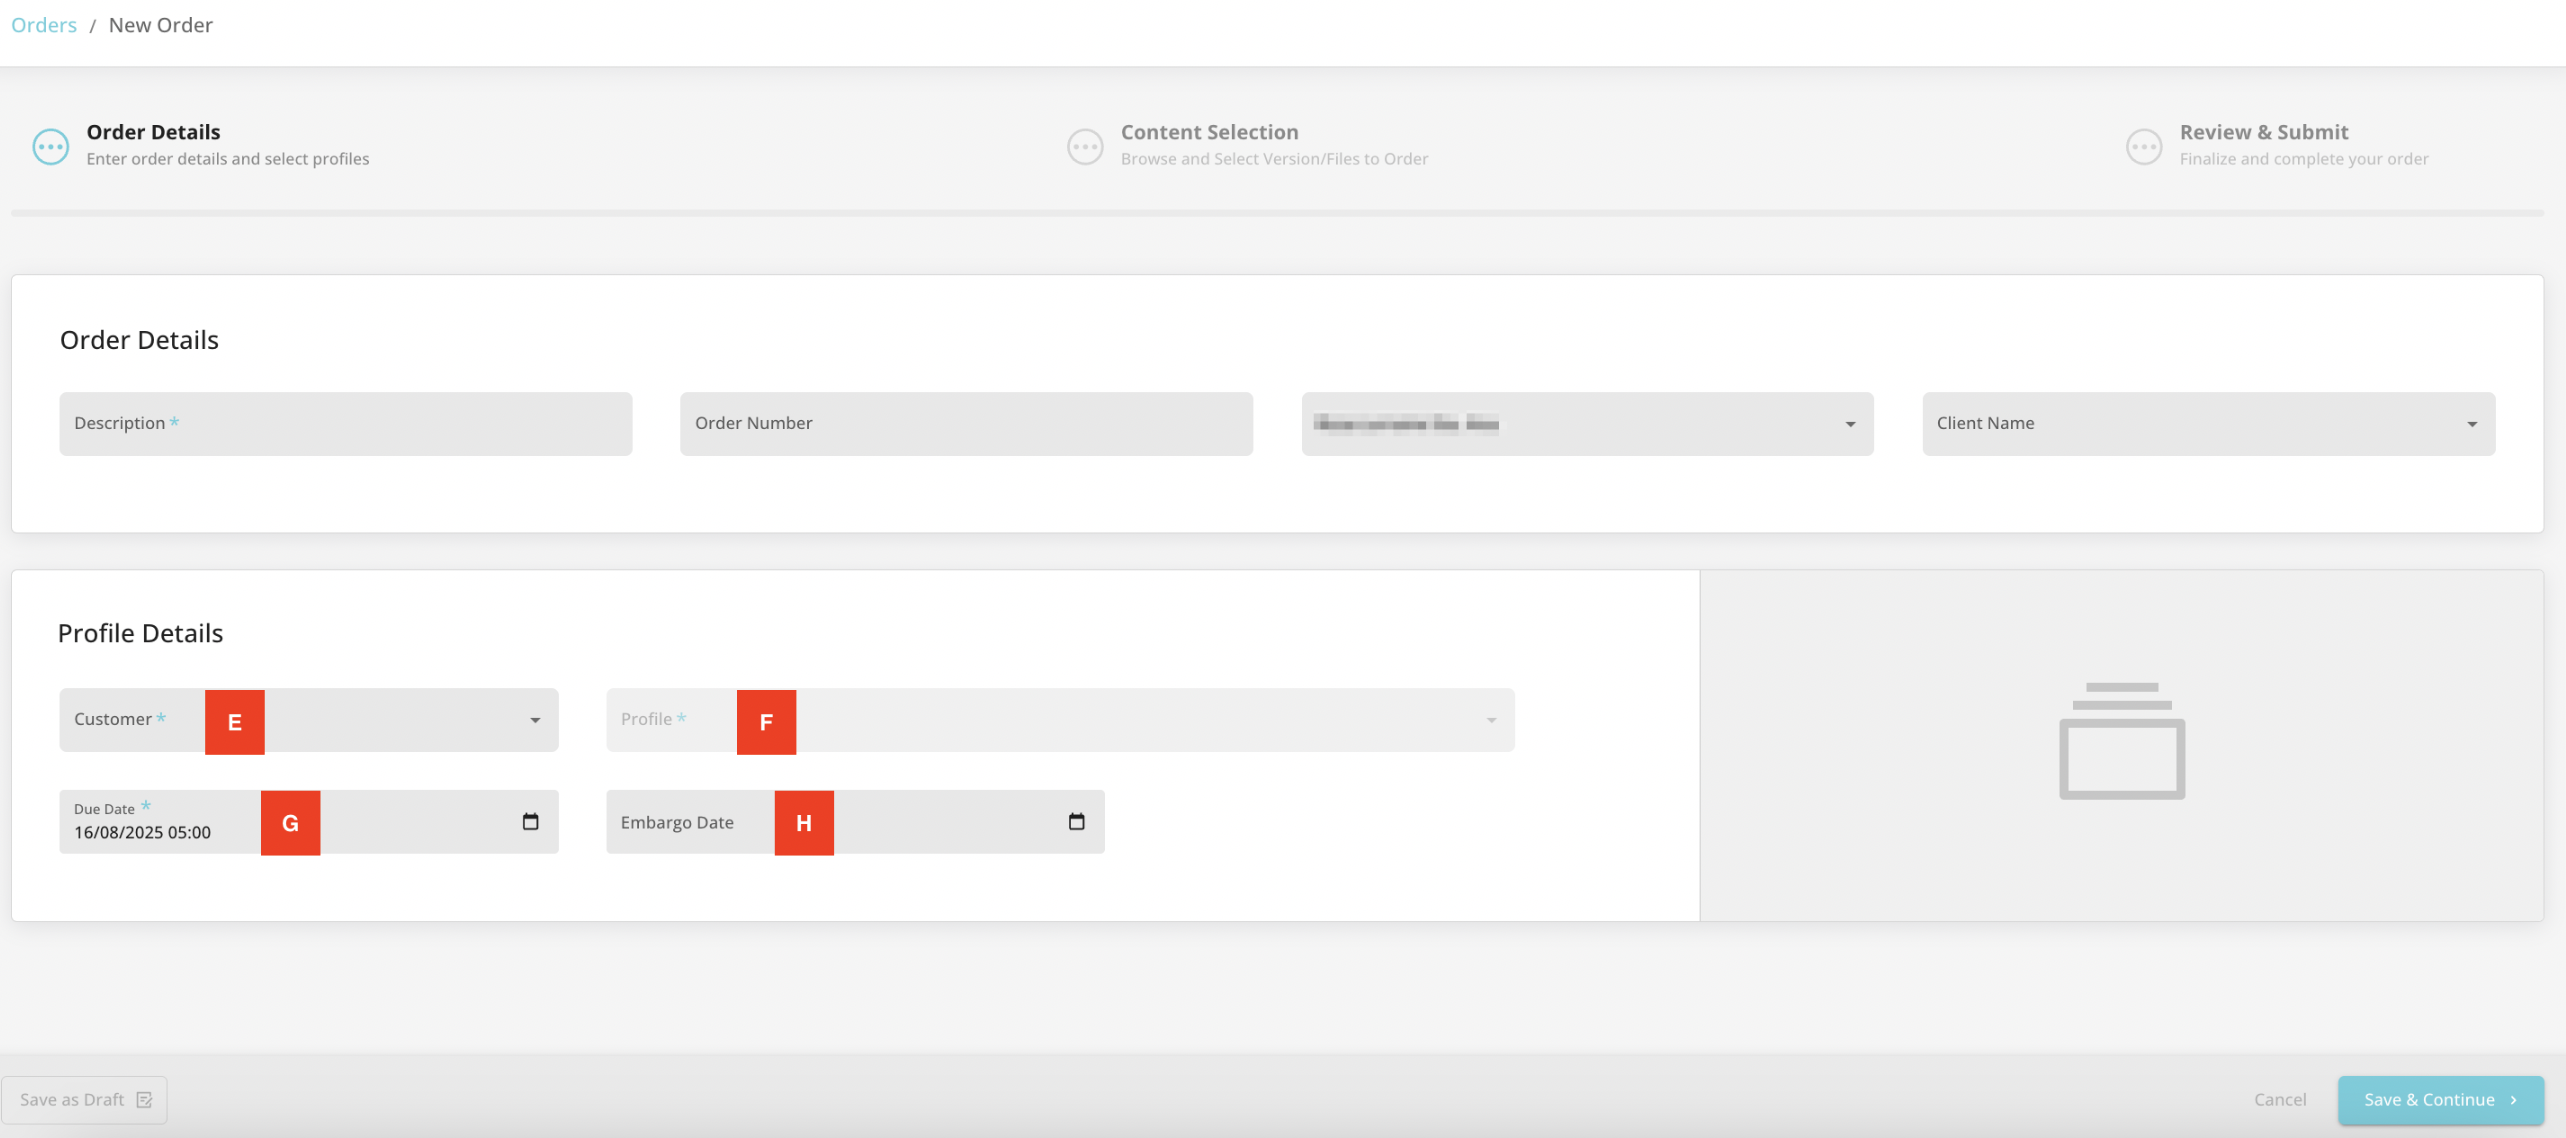 Orders / New Order
Order Details
Enter order details and select profiles
Content Selection
Browse and Select Version/Files to Order
Review & Submit
Finalize and complete your order
Order Details
Description *
Order Number
Client Name
Profile Details
Customer * E
Profile * F
Due Date *
16/08/2025 05:00
G
Embargo Date H
Save as Draft
Cancel
Save & Continue